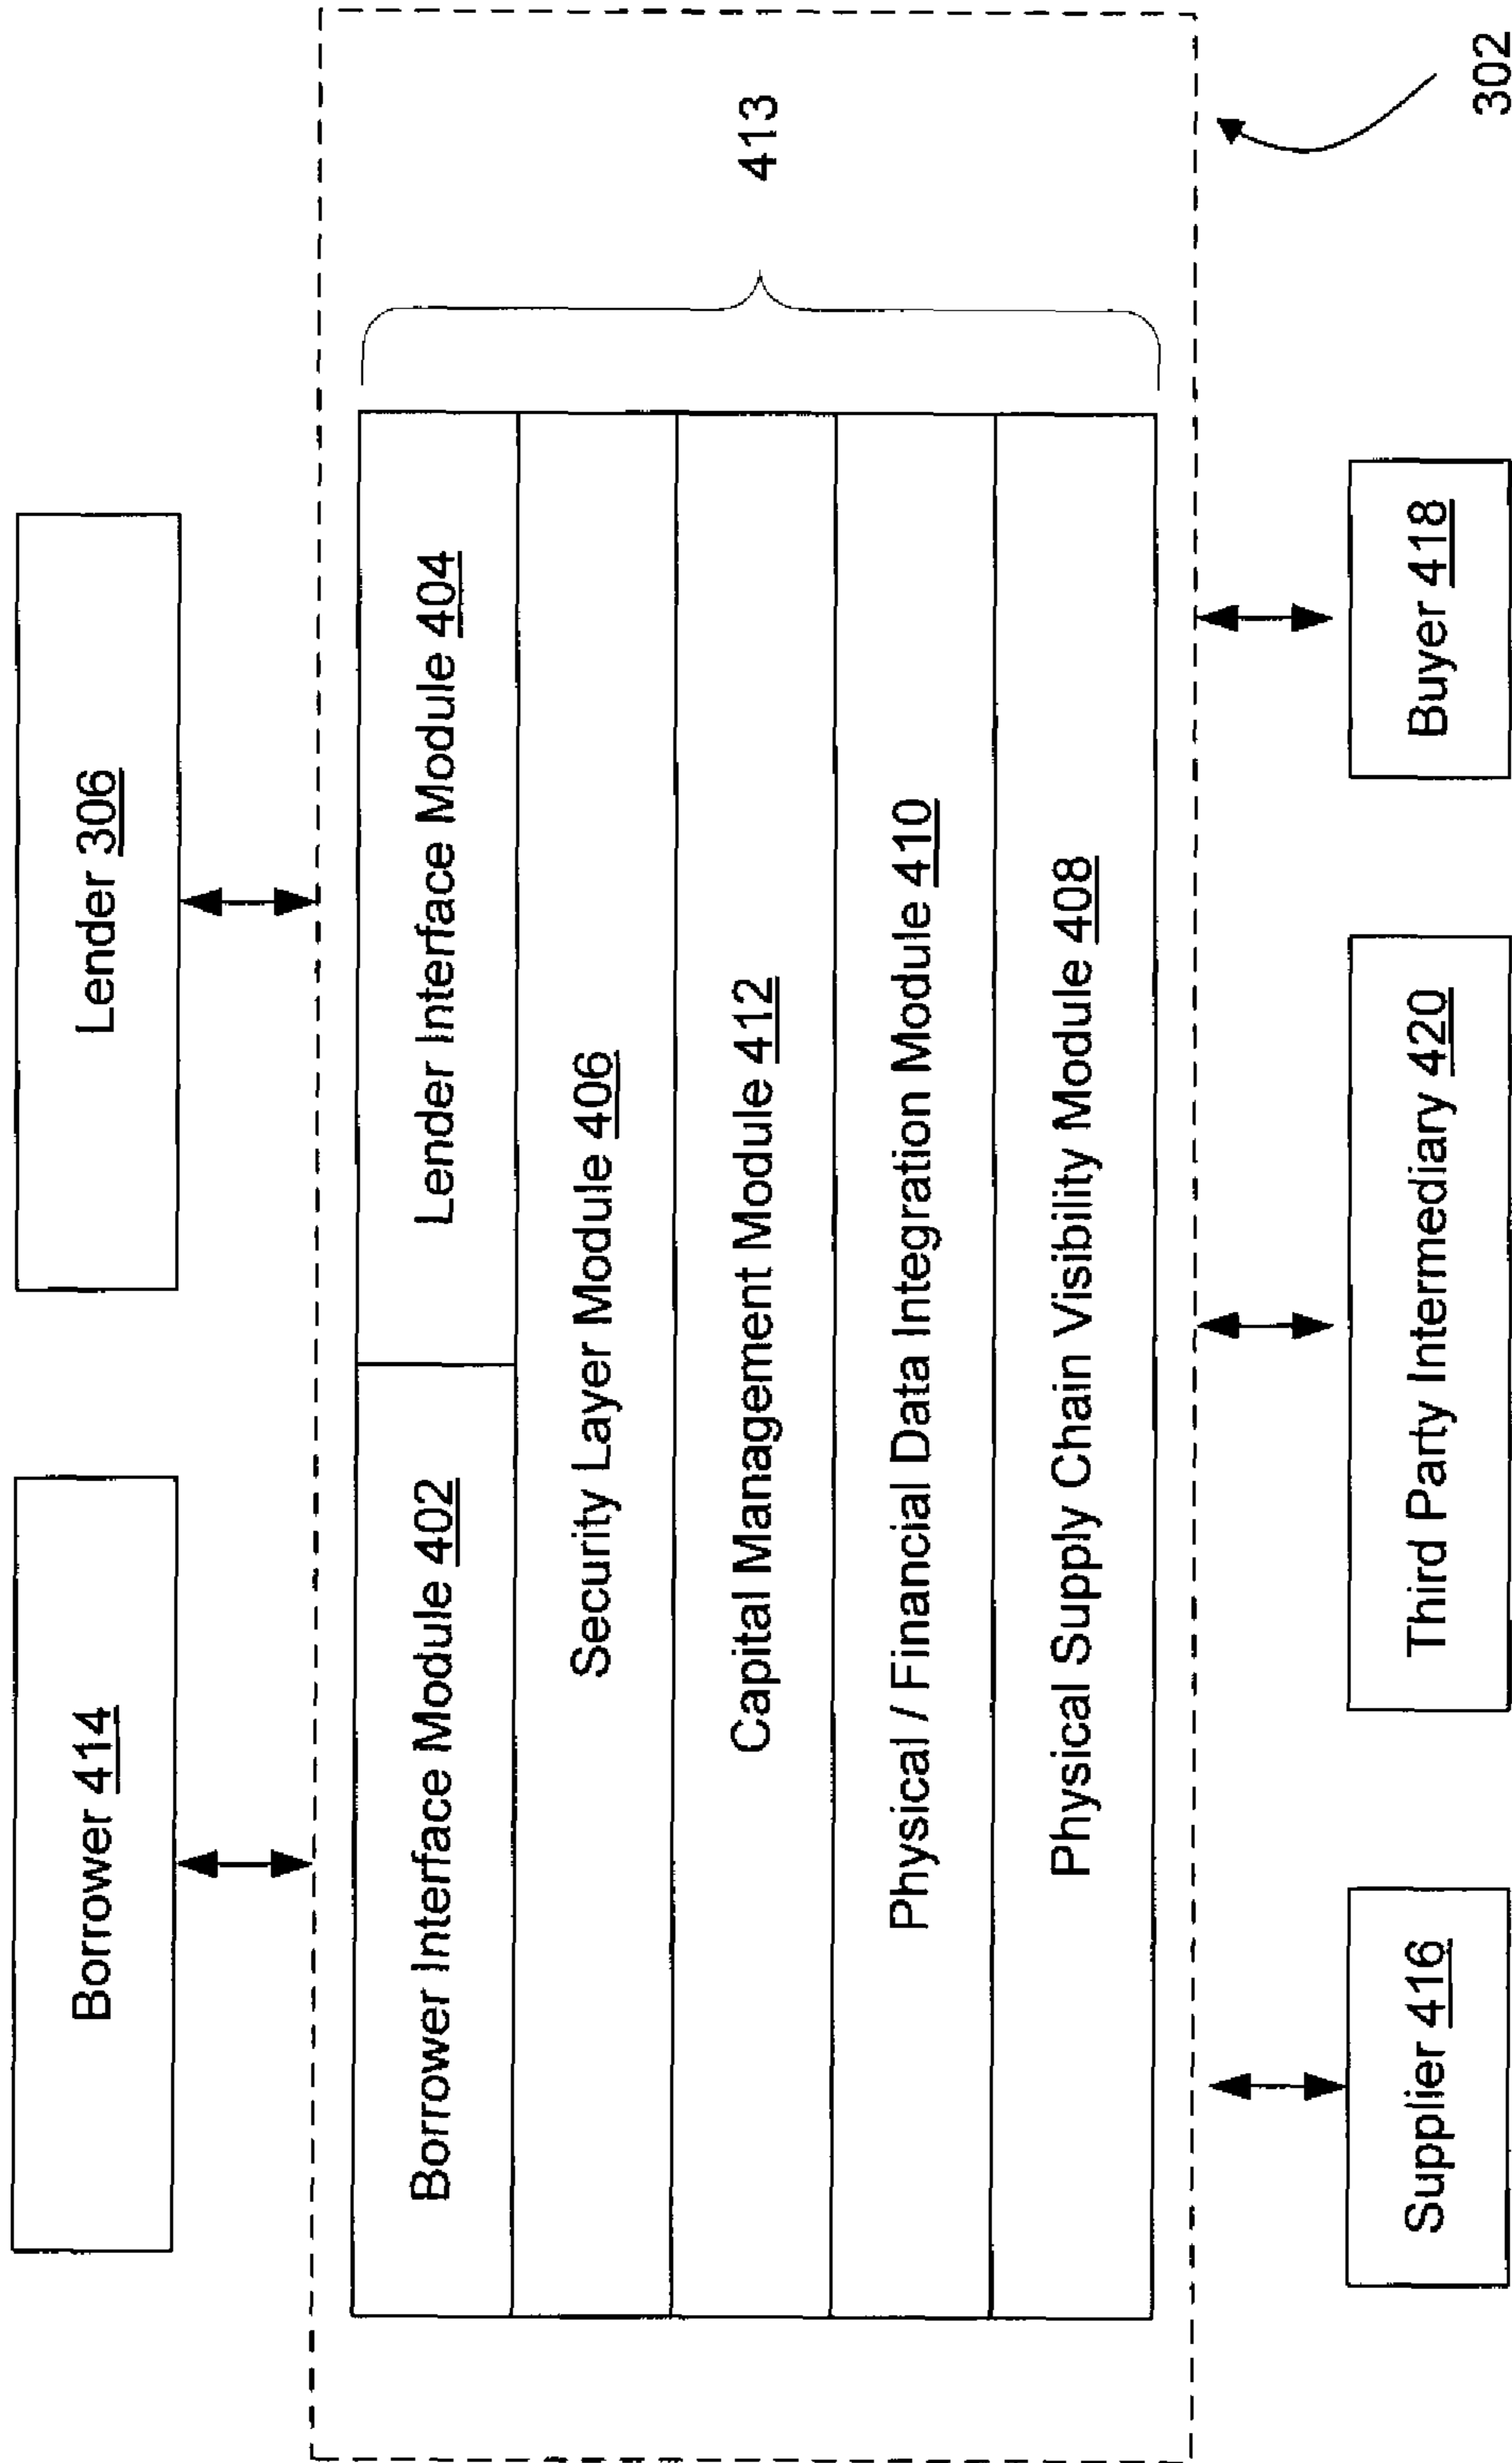 Borrower 414
Lender 306
Borrower Interface Module 402
Lender Interface Module 404
Security Layer Module 406
Capital Management Module 412
Physical / Financial Data Integration Module 410
Physical Supply Chain Visibility Module 408
413
Supplier 416
Third Party Intermediary 420
Buyer 418
302